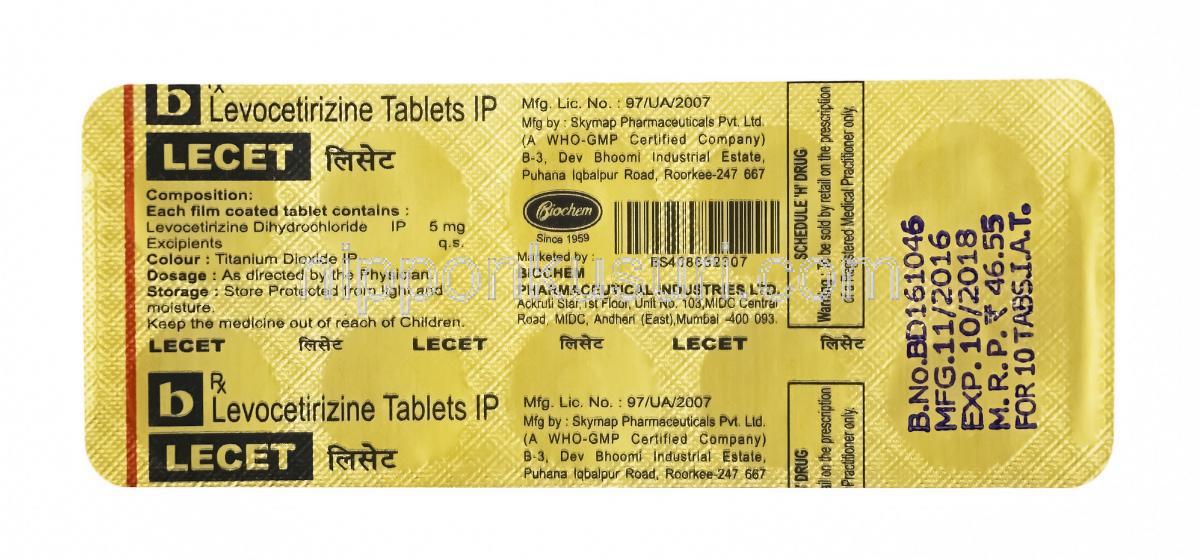 b Rx
Levocetirizine Tablets IP
LECET लिसेट
Composition:
Each film coated tablet contains :
Levocetirizine Dihydrochloride IP 5 mg
Excipients q.s.
Colour : Titanium Dioxide IP
Dosage : As directed by the Physician.
Storage : Store Protected from light and
moisture.
Keep the medicine out of reach of Children.
Mfg. Lic. No. : 97/UA/2007
Mfg by : Skymap Pharmaceuticals Pvt. Ltd.
(A WHO-GMP Certified Company)
B-3, Dev Bhoomi Industrial Estate,
Puhana Iqbalpur Road, Roorkee-247 667
Biochem
Since 1959
Marketed by :
BIOCHEM
PHARMACEUTICAL INDUSTRIES LTD.
Ackruti Star, 1st Floor, Unit No. 103,MIDC Central
Road, MIDC, Andheri (East),Mumbai -400 093.
SCHEDULE 'H' DRUG
Warning : To be sold by retail on the prescription
of a Registered Medical Practitioner only.
B.No.BD161046
MFG.11/2016
EXP.10/2018
M.R.P.₹ 46.55
FOR 10 TABS.I.A.T.
LECET लिसेट LECET लिसेट LECET लिसेट
b Rx
Levocetirizine Tablets IP
LECET लिसेट
Mfg. Lic. No. : 97/UA/2007
Mfg by : Skymap Pharmaceuticals Pvt. Ltd.
(A WHO-GMP Certified Company)
B-3, Dev Bhoomi Industrial Estate,
Puhana Iqbalpur Road, Roorkee-247 667
'H' DRUG
on the prescription
Practitioner only.
nipponkusuri.com